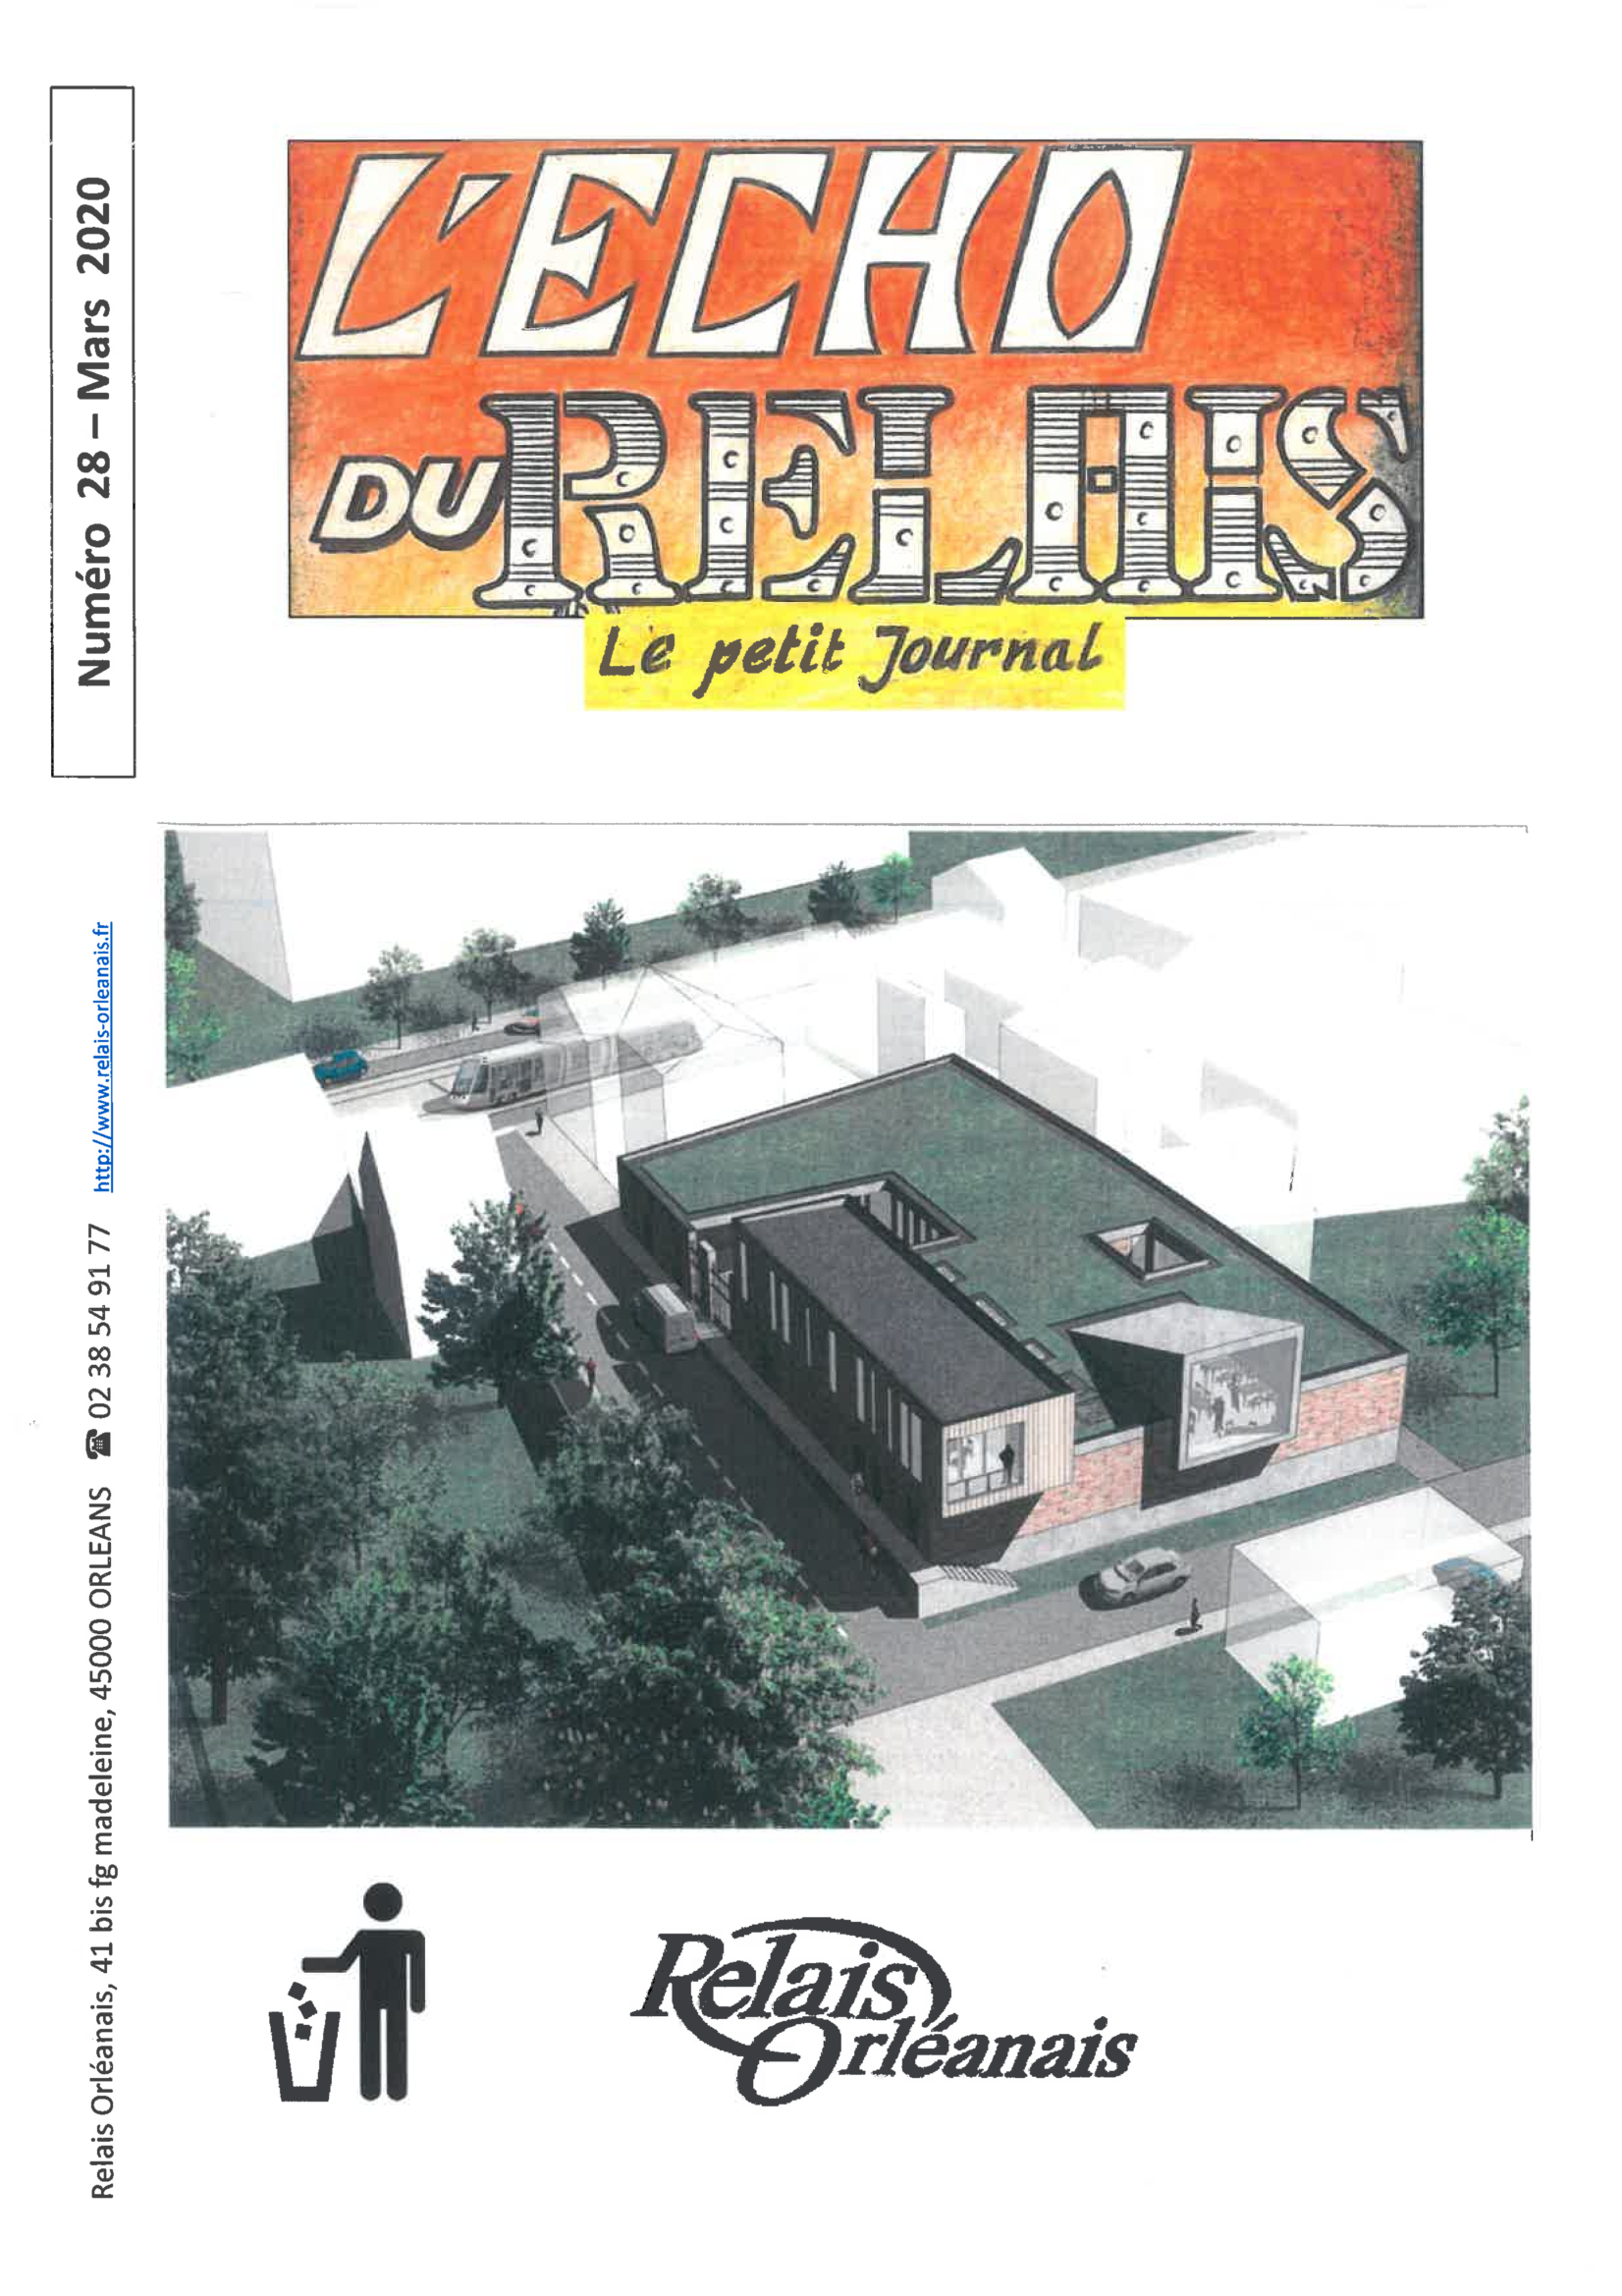 Numéro 28 – Mars 2020
L'ECHO
DU RELAIS
Le petit Journal
Relais Orléanais, 41 bis fg madeleine, 45000 ORLEANS ☎ 02 38 54 91 77 http://www.relais-orleanais.fr
Relais
Orléanais